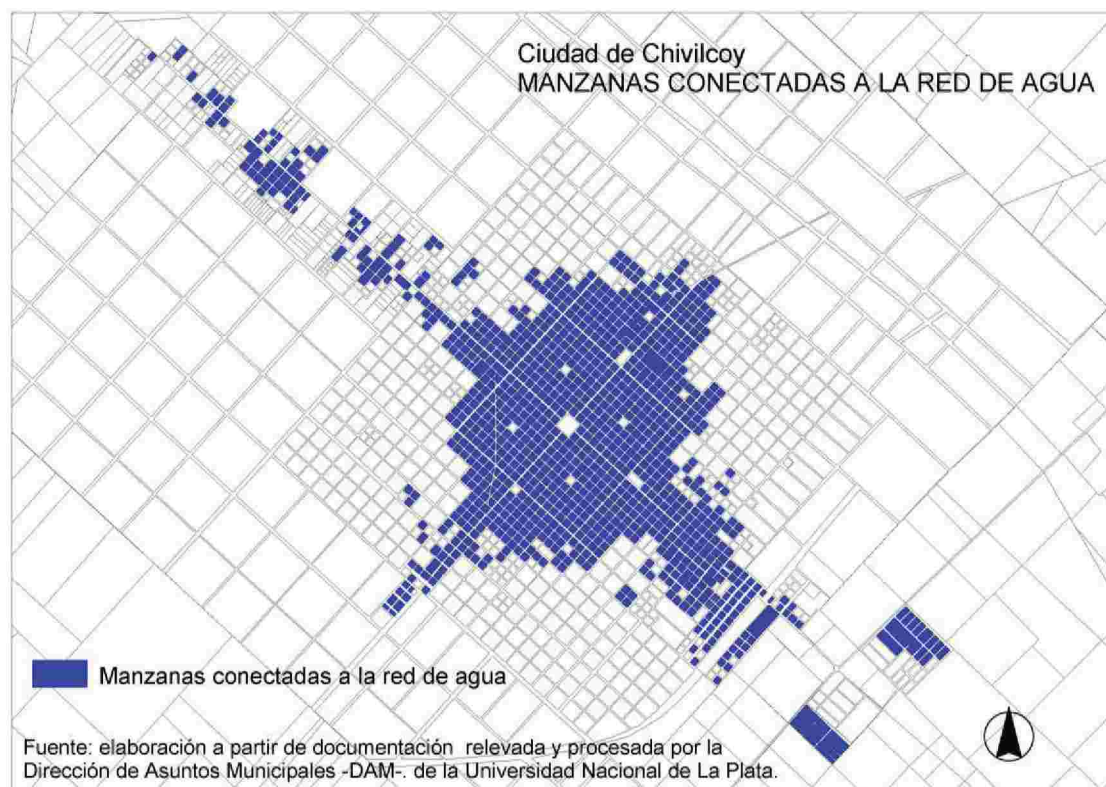 Ciudad de Chivilcoy
MANZANAS CONECTADAS A LA RED DE AGUA
Manzanas conectadas a la red de agua
Fuente: elaboración a partir de documentación relevada y procesada por la
Dirección de Asuntos Municipales -DAM-. de la Universidad Nacional de La Plata.